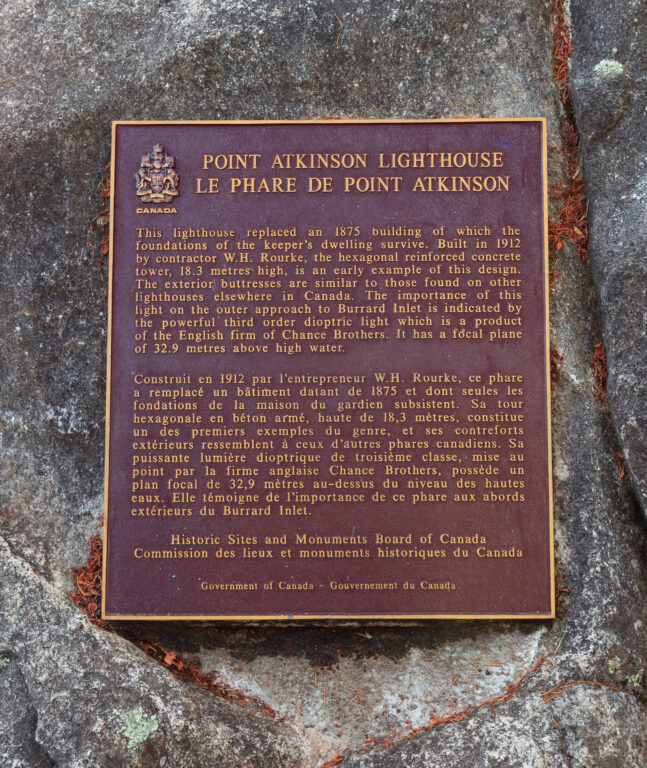 CANADA
POINT ATKINSON LIGHTHOUSE
LE PHARE DE POINT ATKINSON
This lighthouse replaced an 1875 building of which the
foundations of the keeper's dwelling survive. Built in 1912
by contractor W.H. Rourke, the hexagonal reinforced concrete
tower, 18.3 metres high, is an early example of this design.
The exterior buttresses are similar to those found on other
lighthouses elsewhere in Canada. The importance of this
light on the outer approach to Burrard Inlet is indicated by
the powerful third order dioptric light which is a product
of the English firm of Chance Brothers. It has a focal plane
of 32.9 metres above high water.
Construit en 1912 par l'entrepreneur W.H. Rourke, ce phare
a remplacé un bâtiment datant de 1875 et dont seules les
fondations de la maison du gardien subsistent. Sa tour
hexagonale en béton armé, haute de 18,3 mètres, constitue
un des premiers exemples du genre, et ses contreforts
extérieurs ressemblent à ceux d'autres phares canadiens. Sa
puissante lumière dioptrique de troisième classe, mise au
point par la firme anglaise Chance Brothers, possède un
plan focal de 32,9 mètres au-dessus du niveau des hautes
eaux. Elle témoigne de l'importance de ce phare aux abords
extérieurs du Burrard Inlet.
Historic Sites and Monuments Board of Canada
Commission des lieux et monuments historiques du Canada
Government of Canada - Gouvernement du Canada